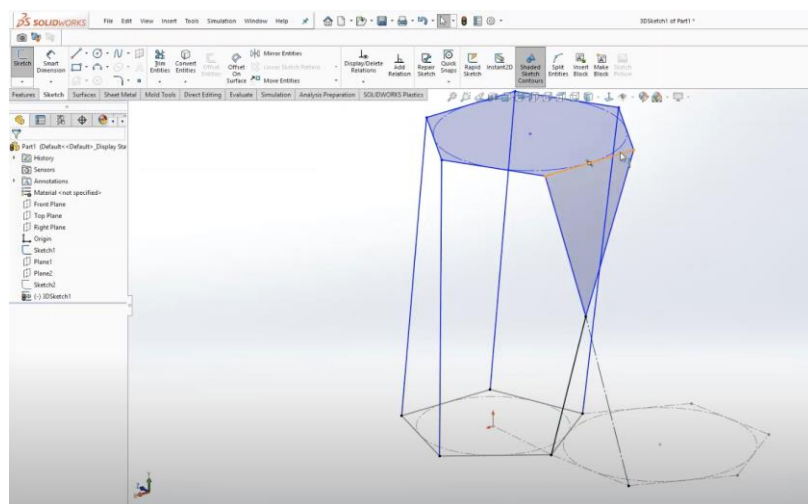 SOLIDWORKS File Edit View Insert Tools Simulation Window Help 3DSketch1 of Part1 *
Sketch Smart Dimension Trim Entities Convert Entities Offset Entities Offset On Surface Mirror Entities Linear Sketch Pattern Move Entities Display/Delete Relations Add Relation Repair Sketch Quick Snaps Rapid Sketch Instant2D Shaded Sketch Contours Split Entities Insert Block Make Block Sketch Picture
Features Sketch Surfaces Sheet Metal Mold Tools Direct Editing Evaluate Simulation Analysis Preparation SOLIDWORKS Plastics
Part1 (Default<<Default>_Display Sta
History
Sensors
Annotations
Material <not specified>
Front Plane
Top Plane
Right Plane
Origin
Sketch1
Plane1
Plane2
Sketch2
(-) 3DSketch1